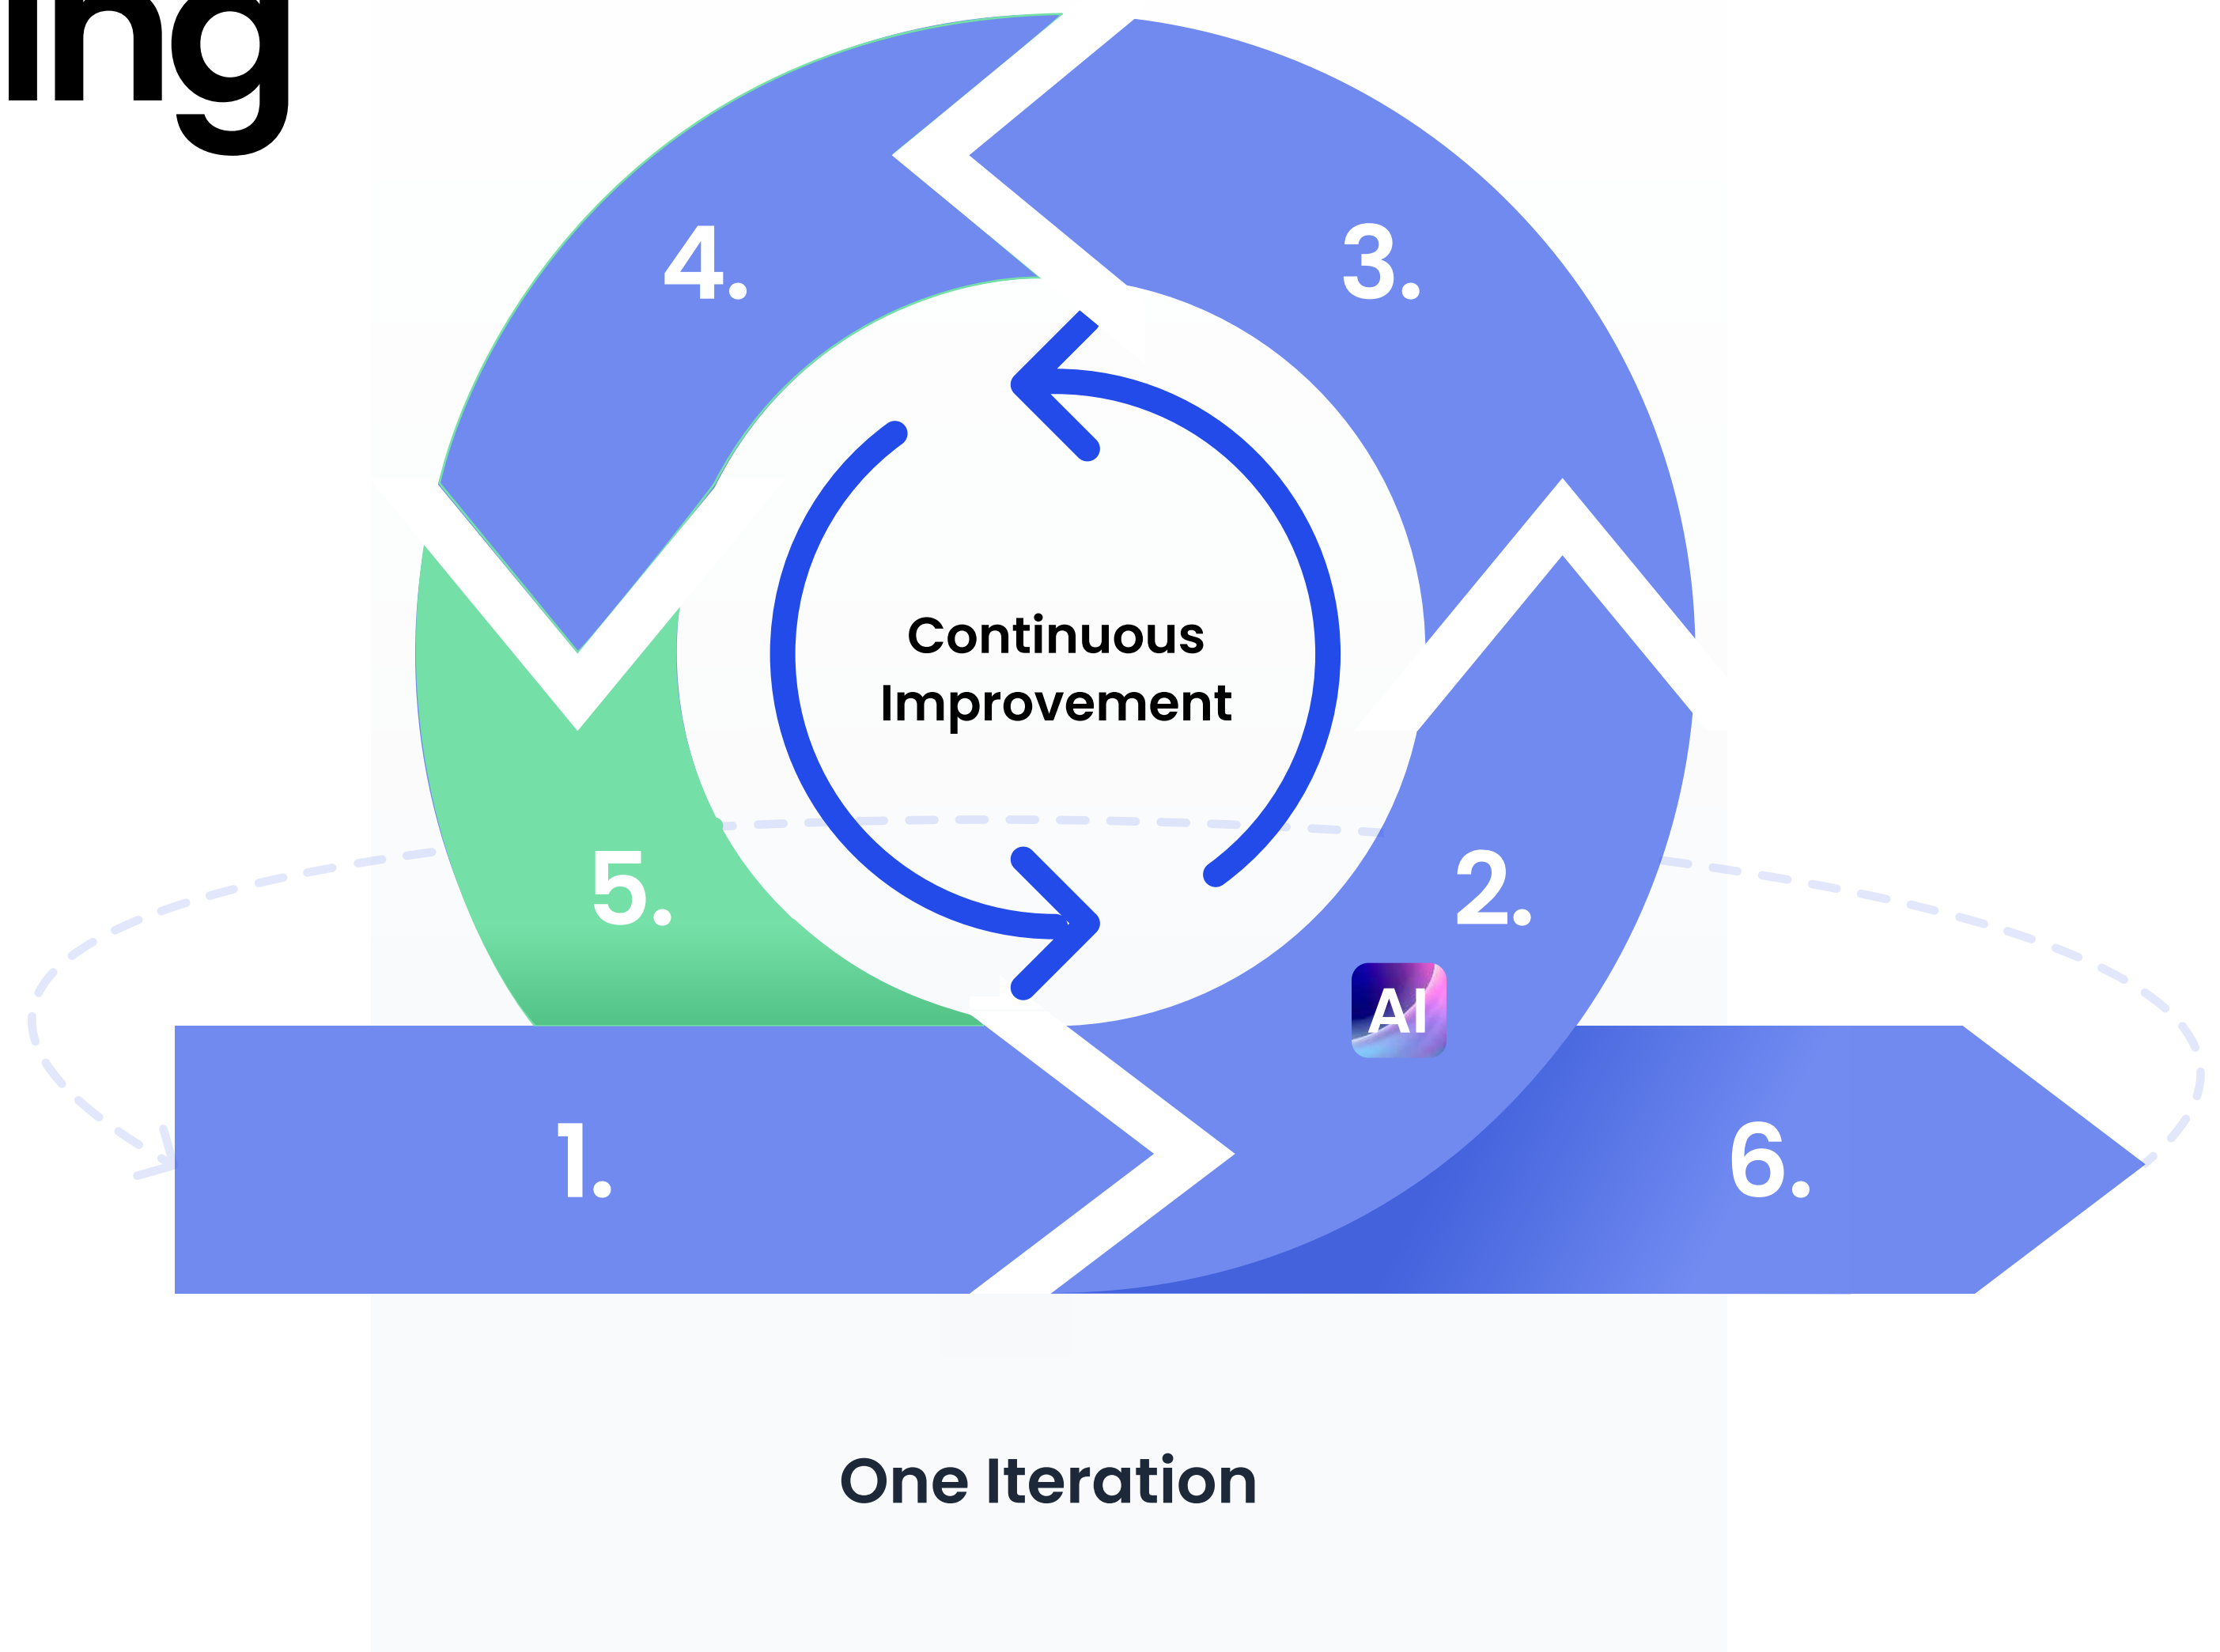 ing
4.
3.
Continuous
Improvement
5.
2.
AI
1.
6.
One Iteration